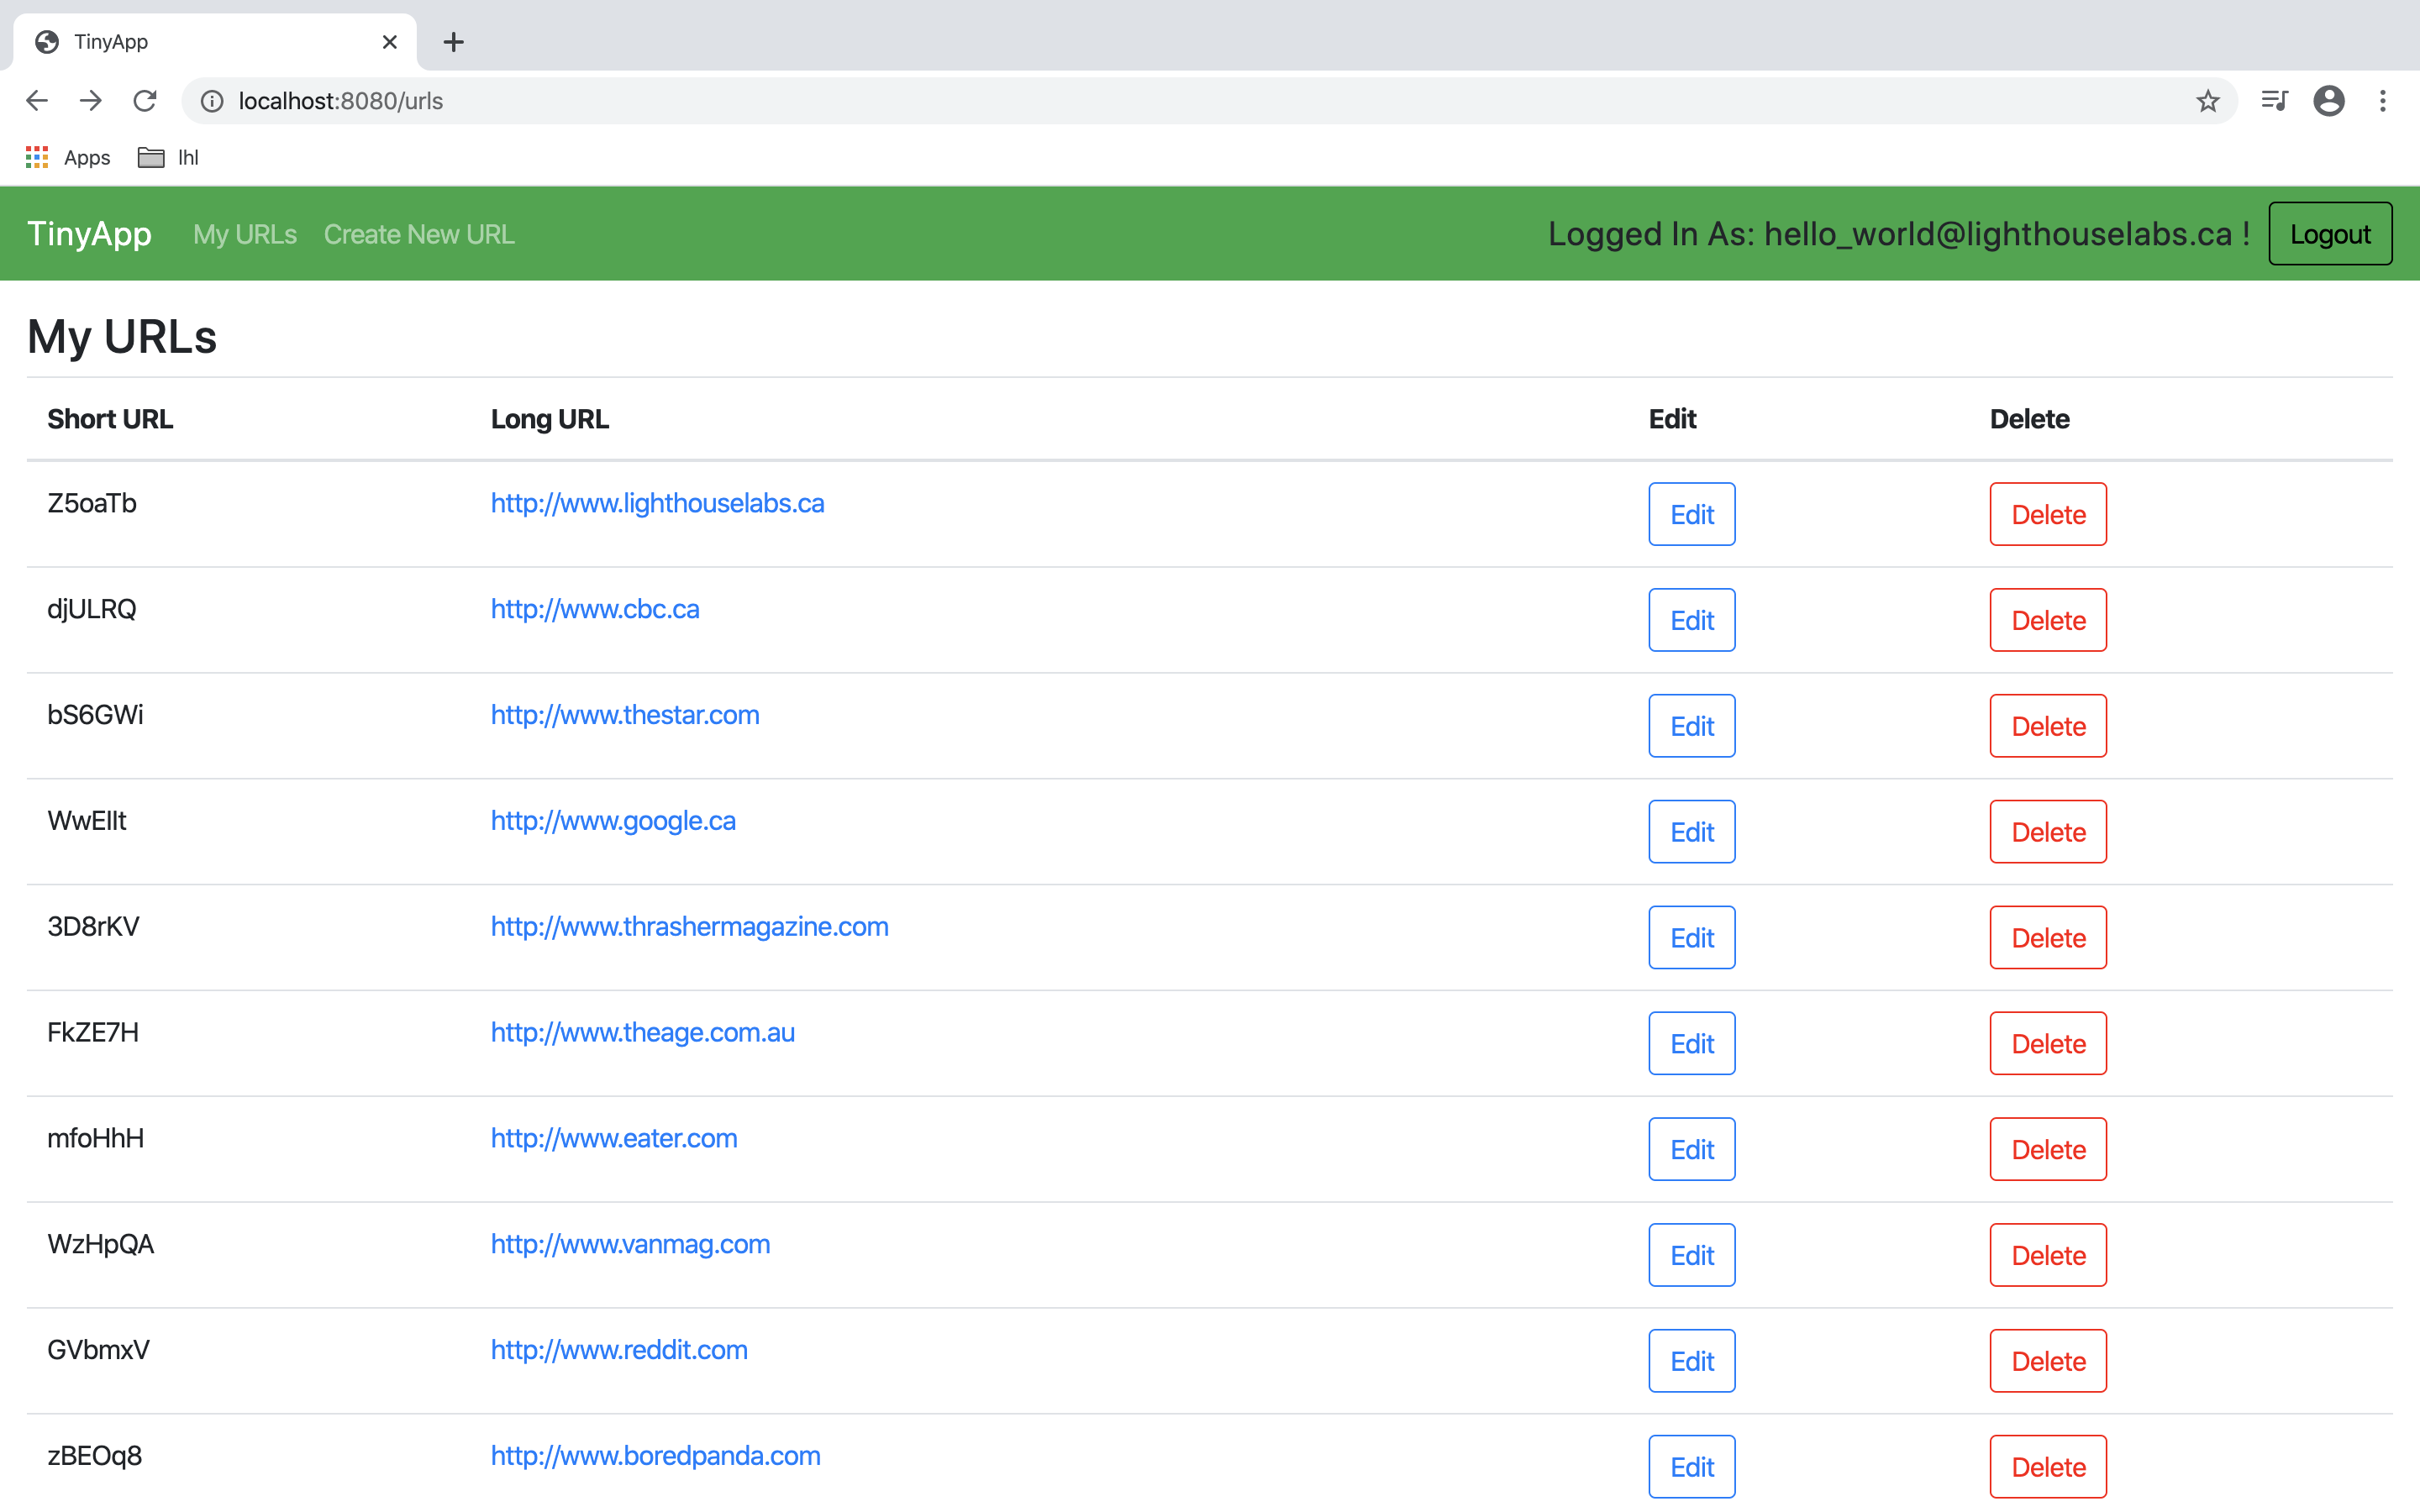 TinyApp
localhost:8080/urls
Apps lhl
TinyApp My URLs Create New URL Logged In As: hello_world@lighthouselabs.ca ! Logout
My URLs
Short URL Long URL Edit Delete
Z5oaTb http://www.lighthouselabs.ca Edit Delete
djULRQ http://www.cbc.ca Edit Delete
bS6GWi http://www.thestar.com Edit Delete
WwEIIt http://www.google.ca Edit Delete
3D8rKV http://www.thrashermagazine.com Edit Delete
FkZE7H http://www.theage.com.au Edit Delete
mfoHhH http://www.eater.com Edit Delete
WzHpQA http://www.vanmag.com Edit Delete
GVbmxV http://www.reddit.com Edit Delete
zBEOq8 http://www.boredpanda.com Edit Delete